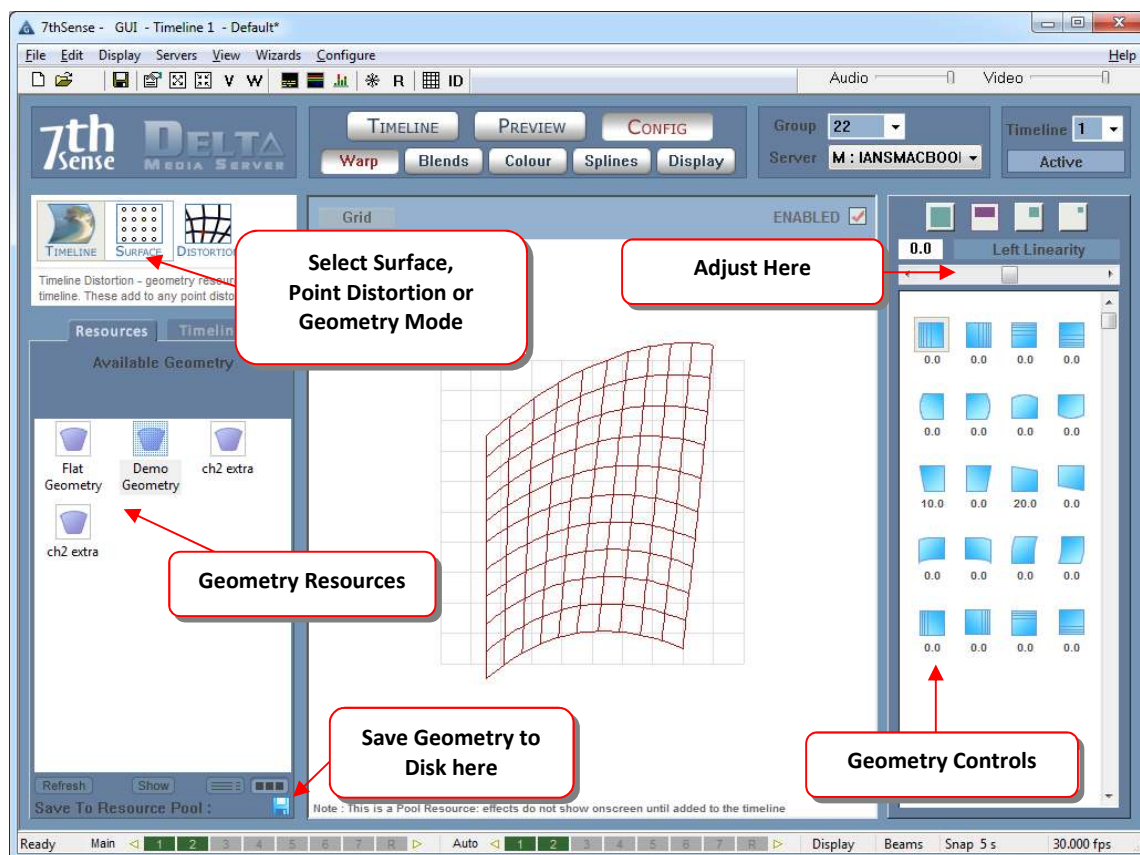 7thSense - GUI - Timeline 1 - Default*
File Edit Display Servers View Wizards Configure Help
V W R ID Audio Video
7th Sense DELTA MEDIA SERVER
TIMELINE PREVIEW CONFIG
Warp Blends Colour Splines Display
Group 22
Server M : IANSMACBOO
Timeline 1
Active
TIMELINE SURFACE DISTORTION
Timeline Distortion - geometry
timeline. These add to any point
Select Surface,
Point Distortion or
Geometry Mode
Resources
Available Geometry
Flat Geometry
Demo Geometry
ch2 extra
ch2 extra
Geometry Resources
Refresh Show
Save To Resource Pool :
Save Geometry to
Disk here
Grid ENABLED
Adjust Here
Note : This is a Pool Resource: effects do not show onscreen until added to the timeline
0.0 Left Linearity
0.0 0.0 0.0 0.0
0.0 0.0 0.0 0.0
10.0 0.0 20.0 0.0
0.0 0.0 0.0 0.0
0.0 0.0 0.0 0.0
Geometry Controls
Ready Main 1 2 3 4 5 6 7 R Auto 1 2 3 4 5 6 7 R Display Beams Snap 5 s 30.000 fps